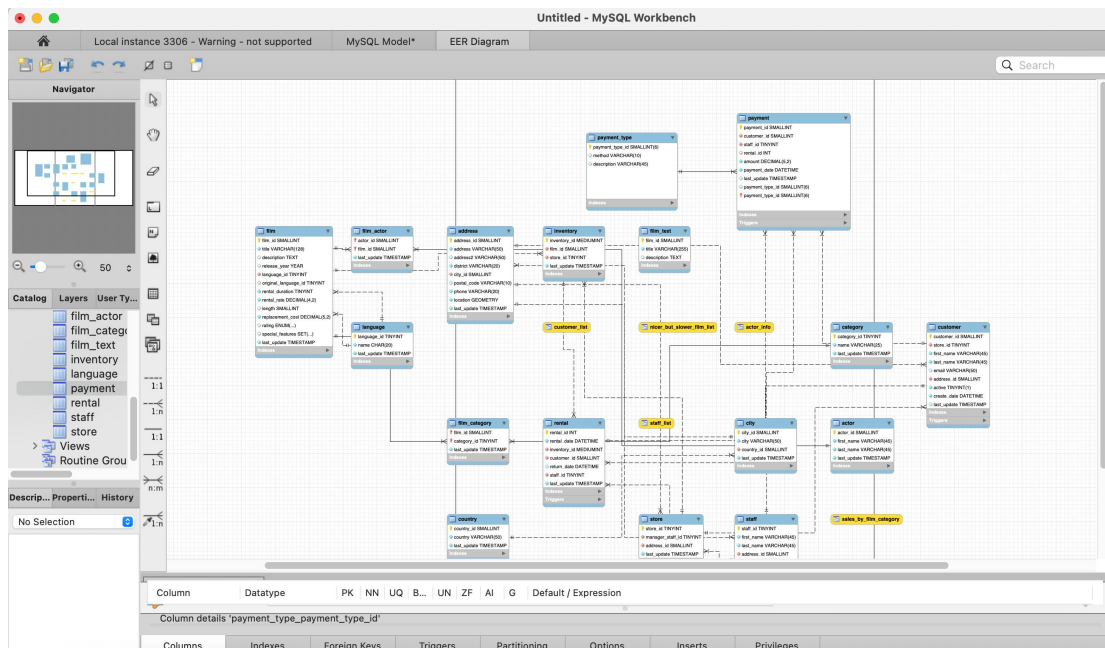 Untitled - MySQL Workbench
Local instance 3306 - Warning - not supported
MySQL Model*
EER Diagram
Search
Navigator
50
Catalog Layers User Ty...
film_actor
film_catego
film_text
inventory
language
payment
rental
staff
store
Views
Routine Grou
Descrip... Properti... History
No Selection
1:1
1:n
1:1
1:n
n:m
1:n
payment_type
payment_type_id SMALLINT(6)
method VARCHAR(10)
description VARCHAR(45)
Indexes
payment
payment_id SMALLINT
customer_id SMALLINT
staff_id TINYINT
rental_id INT
amount DECIMAL(5,2)
payment_date DATETIME
last_update TIMESTAMP
payment_type_id SMALLINT(6)
payment_type_id SMALLINT(6)
Indexes
Triggers
film
film_id SMALLINT
title VARCHAR(128)
description TEXT
release_year YEAR
language_id TINYINT
original_language_id TINYINT
rental_duration TINYINT
rental_rate DECIMAL(4,2)
length SMALLINT
replacement_cost DECIMAL(5,2)
rating ENUM(...)
special_features SET(...)
last_update TIMESTAMP
Indexes
film_actor
actor_id SMALLINT
film_id SMALLINT
last_update TIMESTAMP
Indexes
address
address_id SMALLINT
address VARCHAR(50)
address2 VARCHAR(50)
district VARCHAR(20)
city_id SMALLINT
postal_code VARCHAR(10)
phone VARCHAR(20)
location GEOMETRY
last_update TIMESTAMP
Indexes
inventory
inventory_id MEDIUMINT
film_id SMALLINT
store_id TINYINT
last_update TIMESTAMP
Indexes
film_text
film_id SMALLINT
title VARCHAR(255)
description TEXT
Indexes
language
language_id TINYINT
name CHAR(20)
last_update TIMESTAMP
Indexes
customer_list
nicer_but_slower_film_list
actor_info
category
category_id TINYINT
name VARCHAR(25)
last_update TIMESTAMP
Indexes
customer
customer_id SMALLINT
store_id TINYINT
first_name VARCHAR(45)
last_name VARCHAR(45)
email VARCHAR(50)
address_id SMALLINT
active TINYINT(1)
create_date DATETIME
last_update TIMESTAMP
Indexes
Triggers
film_category
film_id SMALLINT
category_id TINYINT
last_update TIMESTAMP
Indexes
rental
rental_id INT
rental_date DATETIME
inventory_id MEDIUMINT
customer_id SMALLINT
return_date DATETIME
staff_id TINYINT
last_update TIMESTAMP
Indexes
Triggers
staff_list
city
city_id SMALLINT
city VARCHAR(50)
country_id SMALLINT
last_update TIMESTAMP
Indexes
actor
actor_id SMALLINT
first_name VARCHAR(45)
last_name VARCHAR(45)
last_update TIMESTAMP
Indexes
country
country_id SMALLINT
country VARCHAR(50)
last_update TIMESTAMP
Indexes
store
store_id TINYINT
manager_staff_id TINYINT
address_id SMALLINT
last_update TIMESTAMP
staff
staff_id TINYINT
first_name VARCHAR(45)
last_name VARCHAR(45)
address_id SMALLINT
sales_by_film_category
Column Datatype PK NN UQ B... UN ZF AI G Default / Expression
Column details 'payment_type_payment_type_id'
Columns Indexes Foreign Keys Triggers Partitioning Options Inserts Privileges